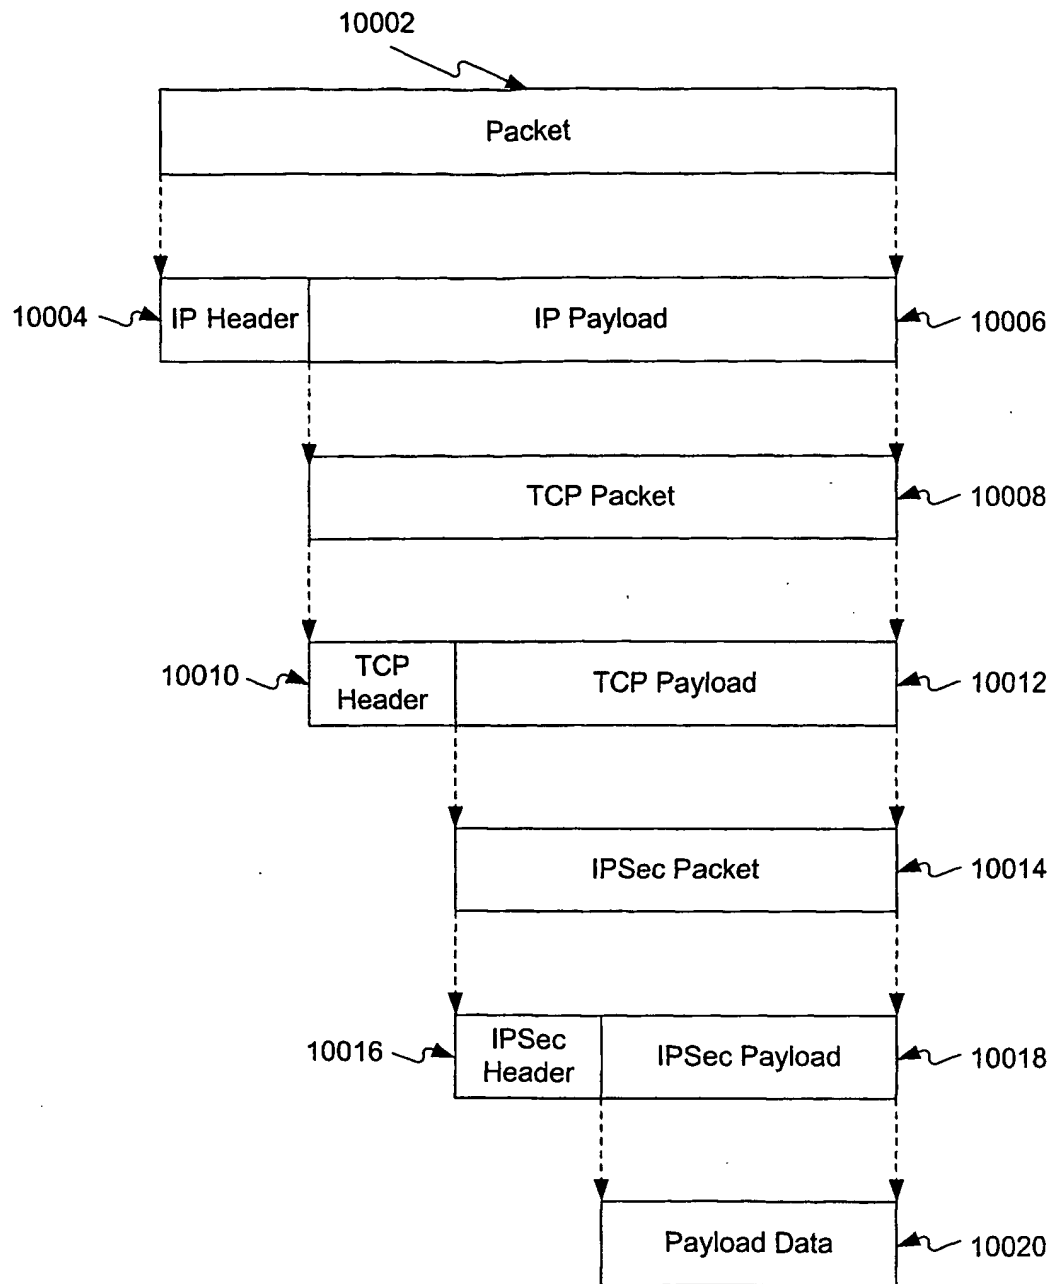 10002
Packet
10004
IP Header
IP Payload
10006
TCP Packet
10008
10010
TCP
Header
TCP Payload
10012
IPSec Packet
10014
10016
IPSec
Header
IPSec Payload
10018
Payload Data
10020